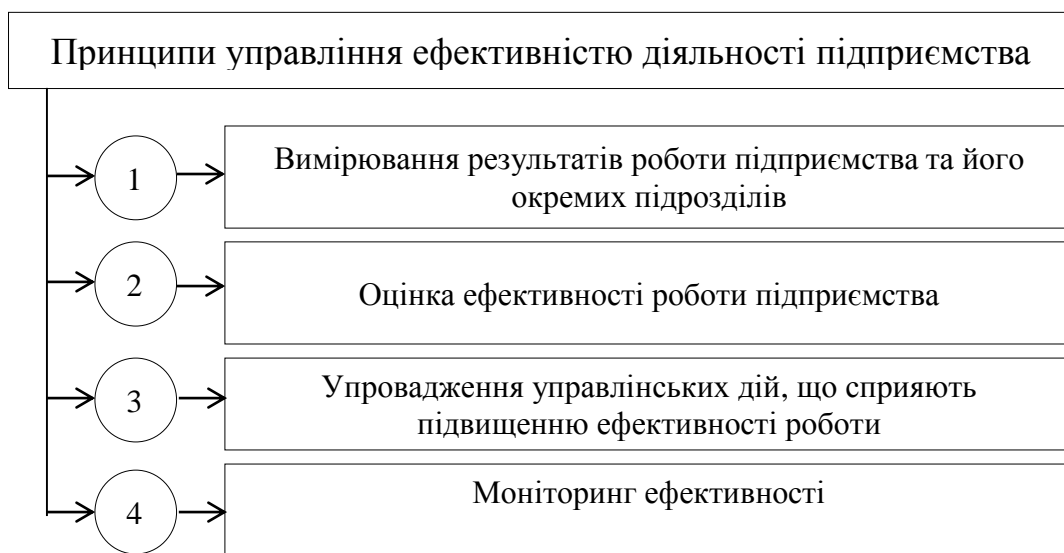 Принципи управління ефективністю діяльності підприємства
1
Вимірювання результатів роботи підприємства та його
окремих підрозділів
2
Оцінка ефективності роботи підприємства
3
Упровадження управлінських дій, що сприяють
підвищенню ефективності роботи
4
Моніторинг ефективності